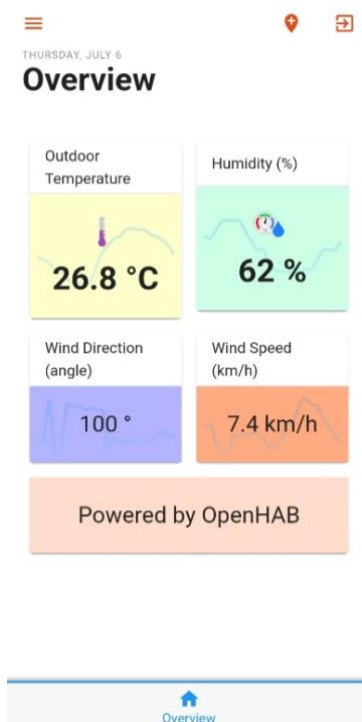 THURSDAY, JULY 6
Overview
Outdoor
Temperature
26.8 °C
Humidity (%)
62 %
Wind Direction
(angle)
100 °
Wind Speed
(km/h)
7.4 km/h
Powered by OpenHAB
Overview